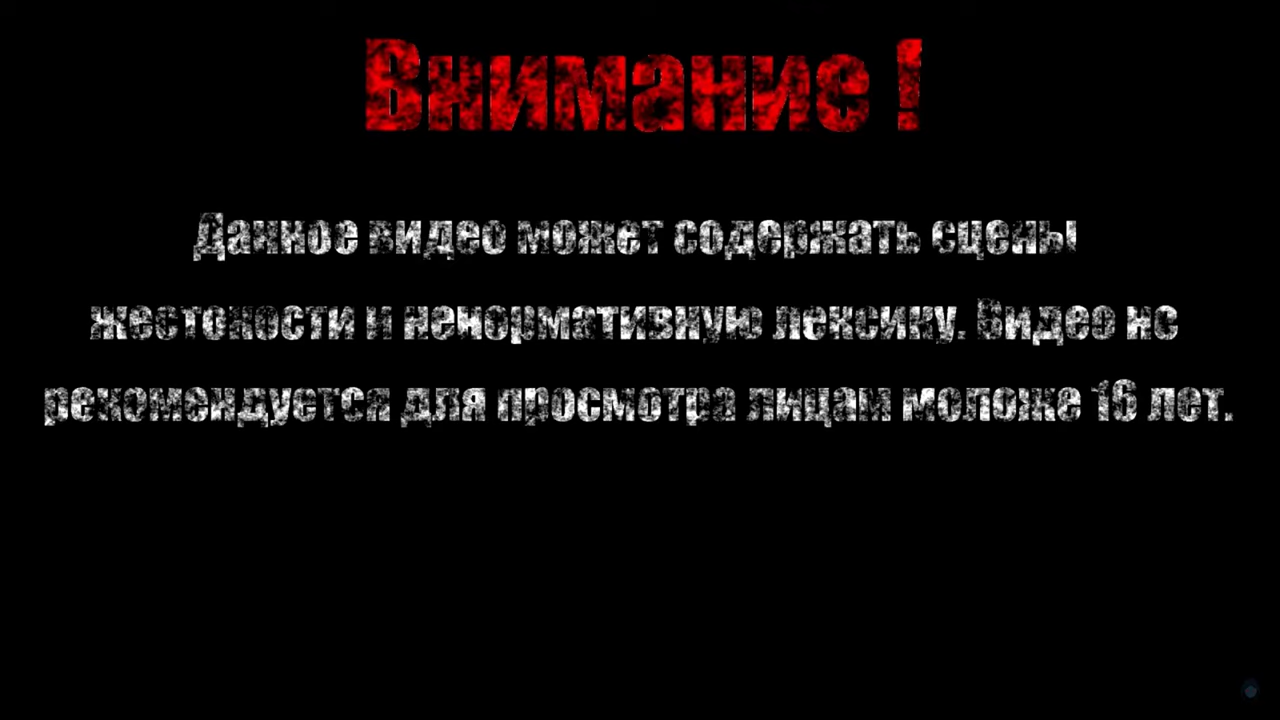 Внимание !
Данное видео может содержать сцены
жестокости и ненормативную лексику. Видео не
рекомендуется для просмотра лицам моложе 16 лет.